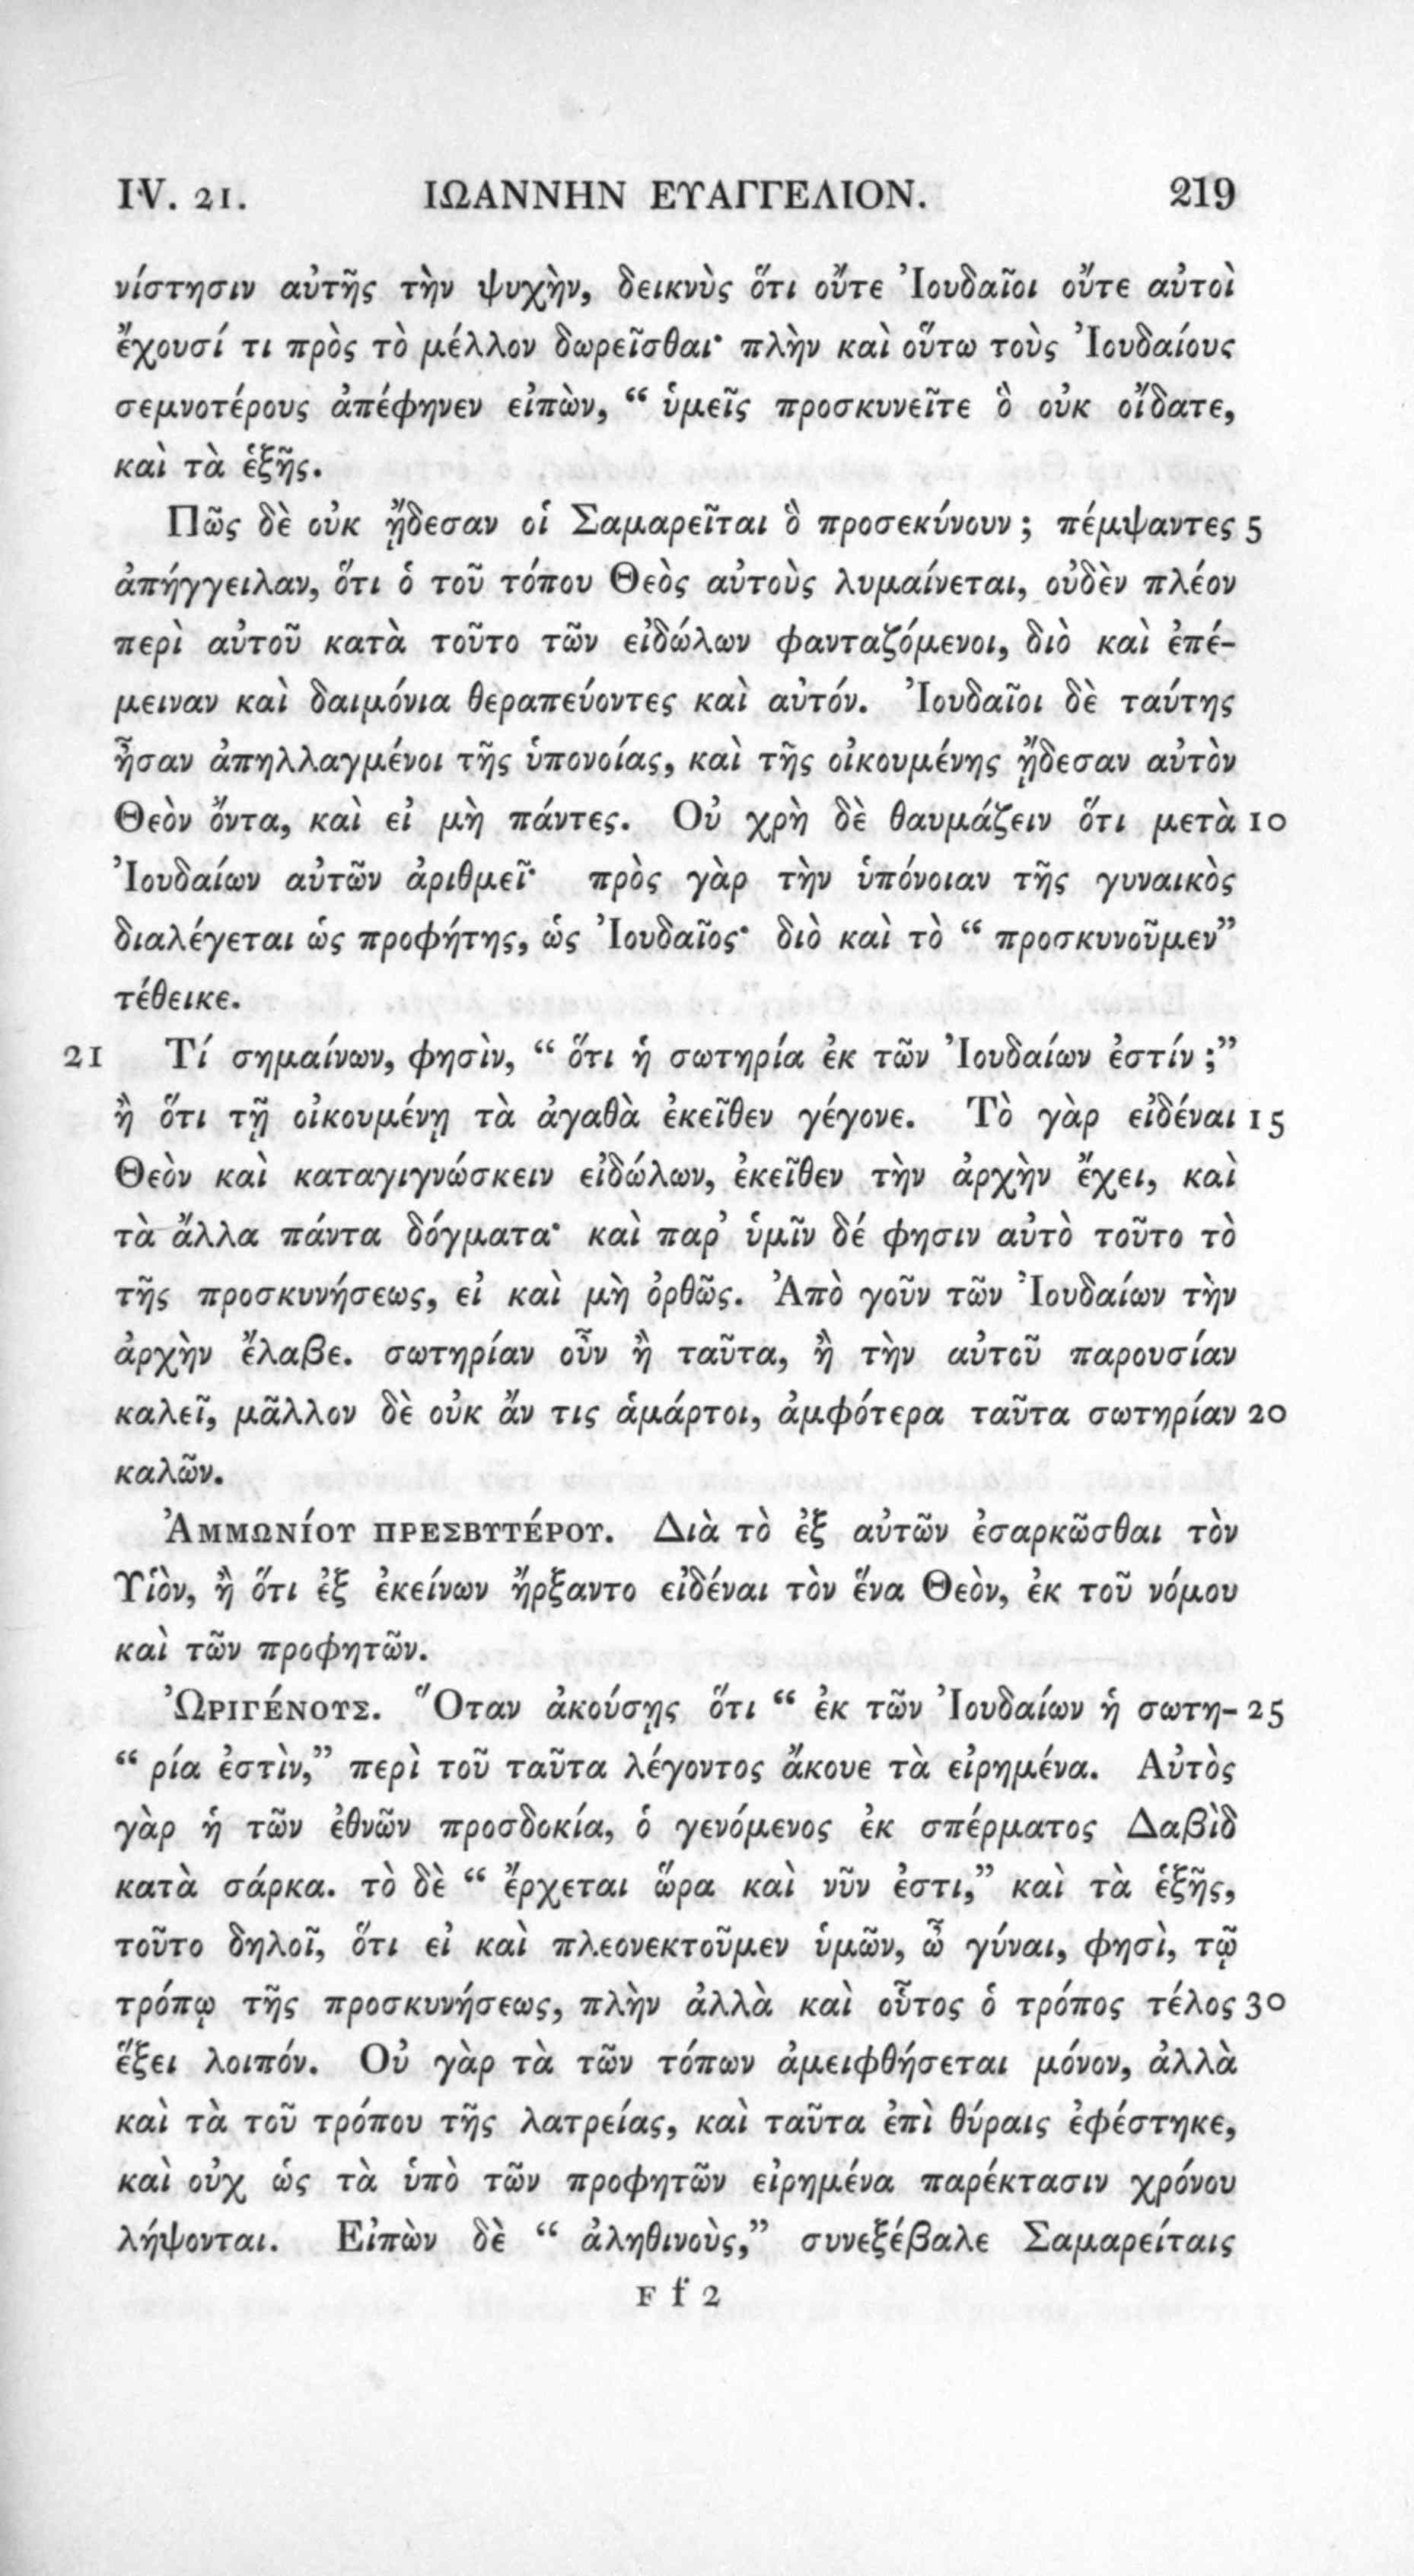 IV. 21. ΙΩΑΝΝΗΝ ΕΥΑΓΓΕΛΙΟΝ. 219
νίστησιν αὐτῆς τὴν ψυχὴν, δεικνὺς ὅτι οὔτε Ἰουδαῖοι οὔτε αὐτοὶ
ἔχουσί τι πρὸς τὸ μέλλον δωρεῖσθαι· πλὴν καὶ οὕτω τοὺς Ἰουδαίους
σεμνοτέρους ἀπέφηνεν εἰπὼν, “ ὑμεῖς προσκυνεῖτε ὃ οὐκ οἴδατε,
καὶ τὰ ἑξῆς.
Πῶς δὲ οὐκ ᾔδεσαν οἱ Σαμαρεῖται ὃ προσεκύνουν ; πέμψαντες 5
ἀπήγγειλαν, ὅτι ὁ τοῦ τόπου Θεὸς αὐτοὺς λυμαίνεται, οὐδὲν πλέον
περὶ αὐτοῦ κατὰ τοῦτο τῶν εἰδώλων φανταζόμενοι, διὸ καὶ ἐπέ-
μειναν καὶ δαιμόνια θεραπεύοντες καὶ αὐτόν. Ἰουδαῖοι δὲ ταύτης
ἦσαν ἀπηλλαγμένοι τῆς ὑπονοίας, καὶ τῆς οἰκουμένης ᾔδεσαν αὐτὸν
Θεὸν ὄντα, καὶ εἰ μὴ πάντες. Οὐ χρὴ δὲ θαυμάζειν ὅτι μετὰ 10
Ἰουδαίων αὐτῶν ἀριθμεῖ· πρὸς γὰρ τὴν ὑπόνοιαν τῆς γυναικὸς
διαλέγεται ὡς προφήτης, ὡς Ἰουδαῖος· διὸ καὶ τὸ “ προσκυνοῦμεν”
τέθεικε.
21 Τί σημαίνων, φησὶν, “ ὅτι ἡ σωτηρία ἐκ τῶν Ἰουδαίων ἐστίν ;”
ἢ ὅτι τῇ οἰκουμένῃ τὰ ἀγαθὰ ἐκεῖθεν γέγονε. Τὸ γὰρ εἰδέναι 15
Θεὸν καὶ καταγιγνώσκειν εἰδώλων, ἐκεῖθεν τὴν ἀρχὴν ἔχει, καὶ
τὰ ἄλλα πάντα δόγματα· καὶ παρ’ ὑμῖν δέ φησιν αὐτὸ τοῦτο τὸ
τῆς προσκυνήσεως, εἰ καὶ μὴ ὀρθῶς. Ἀπὸ γοῦν τῶν Ἰουδαίων τὴν
ἀρχὴν ἔλαβε. σωτηρίαν οὖν ἢ ταῦτα, ἢ τὴν αὑτοῦ παρουσίαν
καλεῖ, μᾶλλον δὲ οὐκ ἄν τις ἁμάρτοι, ἀμφότερα ταῦτα σωτηρίαν 20
καλῶν.
Ἀμμωνίου πρεσβυτέρου. Διὰ τὸ ἐξ αὐτῶν ἐσαρκῶσθαι τὸν
Υἱὸν, ἢ ὅτι ἐξ ἐκείνων ἤρξαντο εἰδέναι τὸν ἕνα Θεὸν, ἐκ τοῦ νόμου
καὶ τῶν προφητῶν.
Ὠριγένους. Ὅταν ἀκούσῃς ὅτι “ ἐκ τῶν Ἰουδαίων ἡ σωτη- 25
“ ρία ἐστὶν,” περὶ τοῦ ταῦτα λέγοντος ἄκουε τὰ εἰρημένα. Αὐτὸς
γὰρ ἡ τῶν ἐθνῶν προσδοκία, ὁ γενόμενος ἐκ σπέρματος Δαβὶδ
κατὰ σάρκα. τὸ δὲ “ ἔρχεται ὥρα καὶ νῦν ἐστι,” καὶ τὰ ἑξῆς,
τοῦτο δηλοῖ, ὅτι εἰ καὶ πλεονεκτοῦμεν ὑμῶν, ὦ γύναι, φησὶ, τῷ
τρόπῳ τῆς προσκυνήσεως, πλὴν ἀλλὰ καὶ οὗτος ὁ τρόπος τέλος 30
ἕξει λοιπόν. Οὐ γὰρ τὰ τῶν τόπων ἀμειφθήσεται μόνον, ἀλλὰ
καὶ τὰ τοῦ τρόπου τῆς λατρείας, καὶ ταῦτα ἐπὶ θύραις ἐφέστηκε,
καὶ οὐχ ὡς τὰ ὑπὸ τῶν προφητῶν εἰρημένα παρέκτασιν χρόνου
λήψονται. Εἰπὼν δὲ “ ἀληθινοὺς,” συνεξέβαλε Σαμαρείταις
F f 2